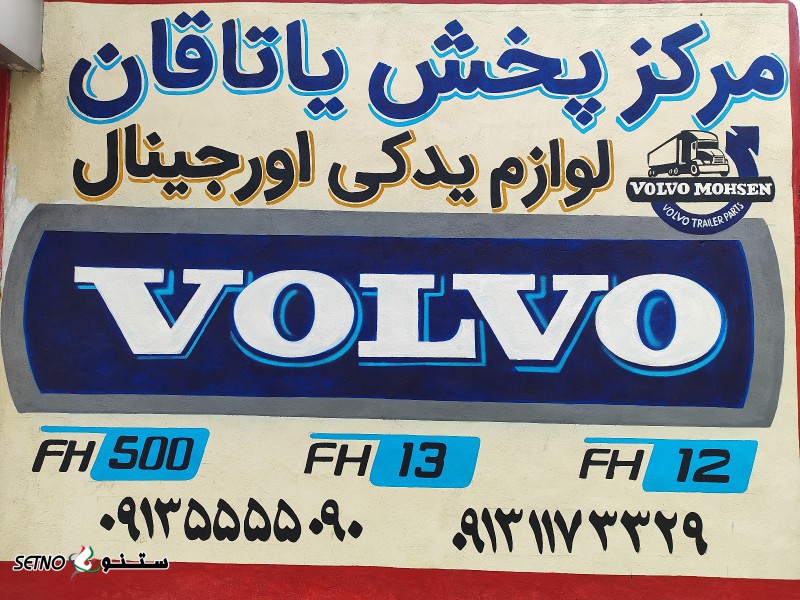 مرکز پخش یاتاقان
لوازم یدکی اورجینال
VOLVO MOHSEN
VOLVO TRAILER PARTS
VOLVO
FH 500 FH 13 FH 12
۰۹۱۳۵۵۵۵۰۹۰ ۰۹۱۳۱۱۷۳۳۲۹
SETNO ستنو